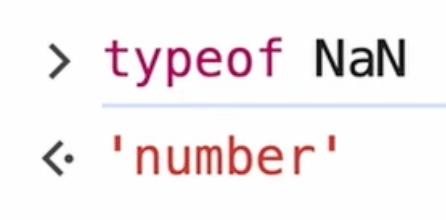 > typeof NaN
<· 'number'